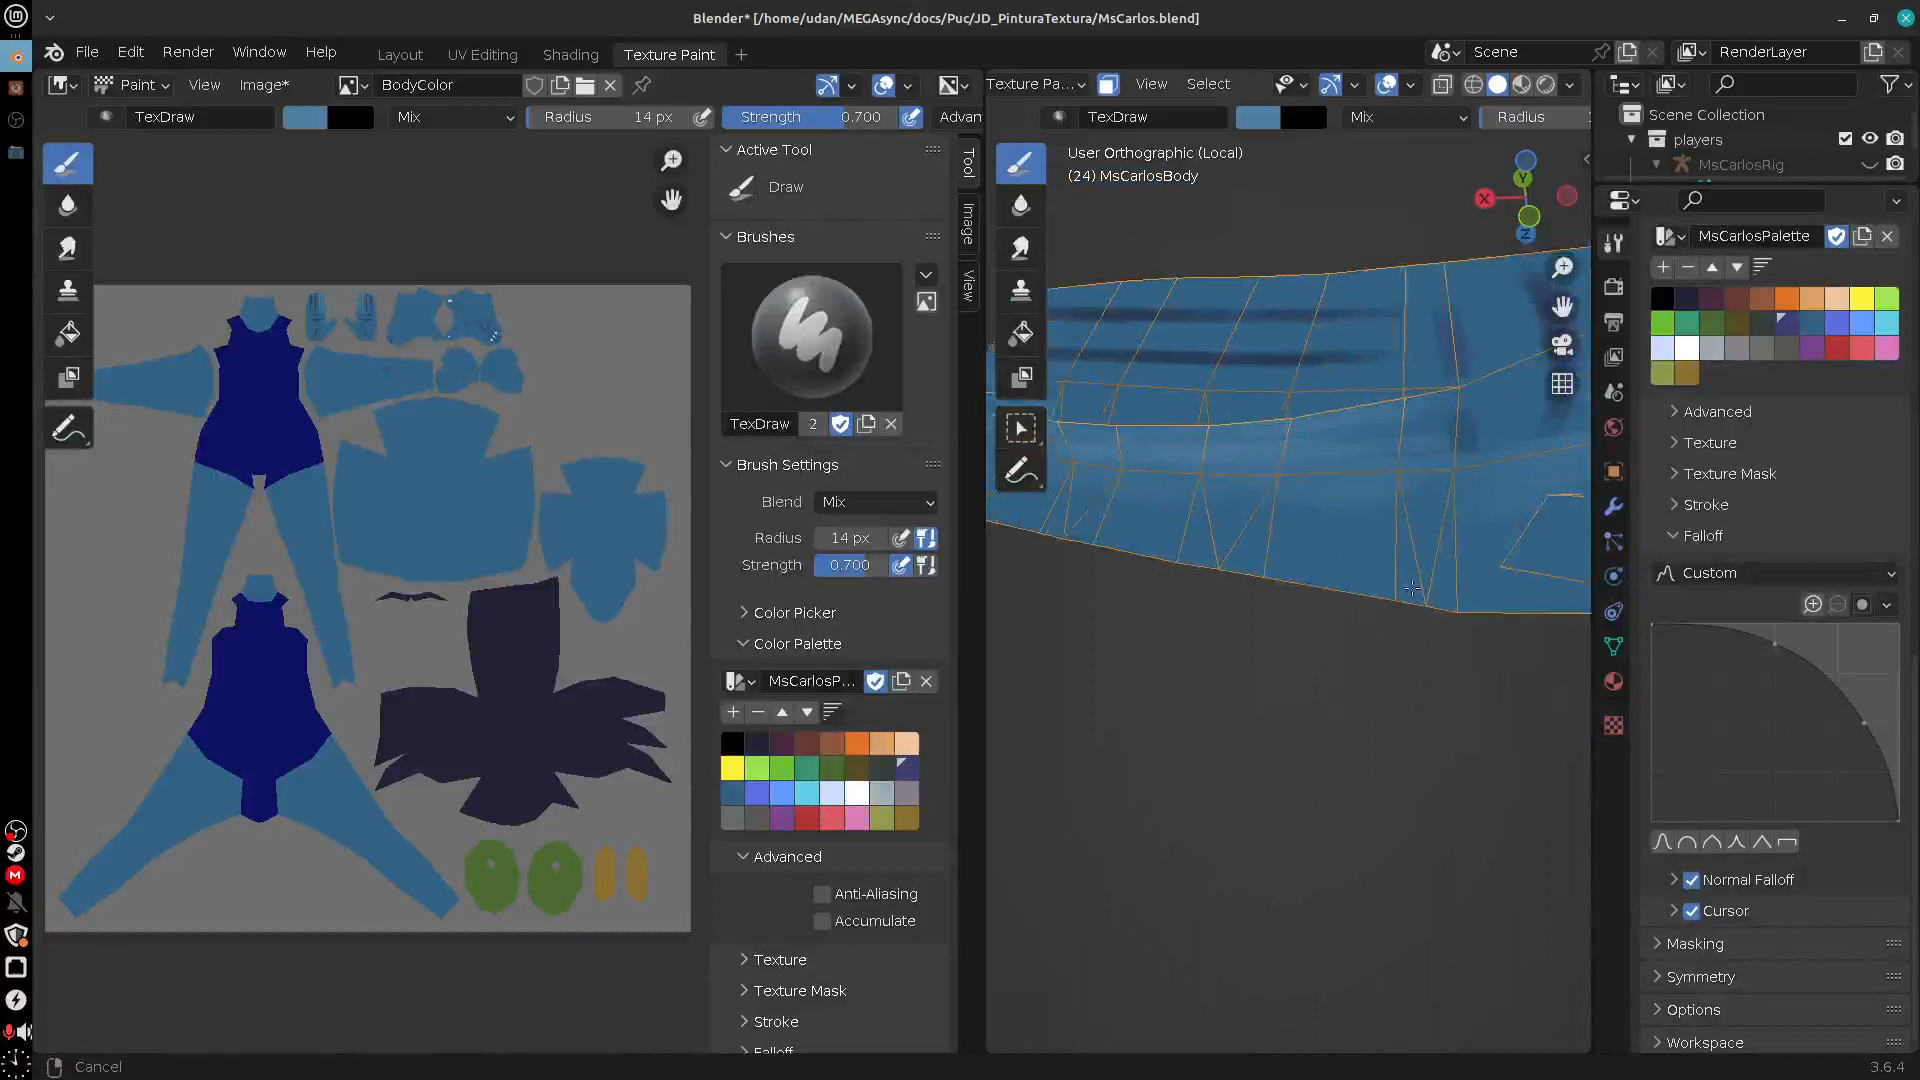 Blender* [/home/udan/MEGAsync/docs/Puc/JD_PinturaTextura/MsCarlos.blend]
File Edit Render Window Help Layout UV Editing Shading Texture Paint Scene RenderLayer
Paint View Image* BodyColor
TexDraw Mix Radius 14 px Strength 0.700 Advan
Active Tool
Draw
Brushes
TexDraw 2
Brush Settings
Blend Mix
Radius 14 px
Strength 0.700
Color Picker
Color Palette
MsCarlosP...
Advanced
Anti-Aliasing
Accumulate
Texture
Texture Mask
Stroke
Falloff
Tool
Image
View
Texture Pa... View Select
TexDraw Mix Radius 1
User Orthographic (Local)
(24) MsCarlosBody
X
Y
Z
Scene Collection
players
MsCarlosRig
MsCarlosPalette
Advanced
Texture
Texture Mask
Stroke
Falloff
Custom
Normal Falloff
Cursor
Masking
Symmetry
Options
Workspace
Cancel
3.6.4